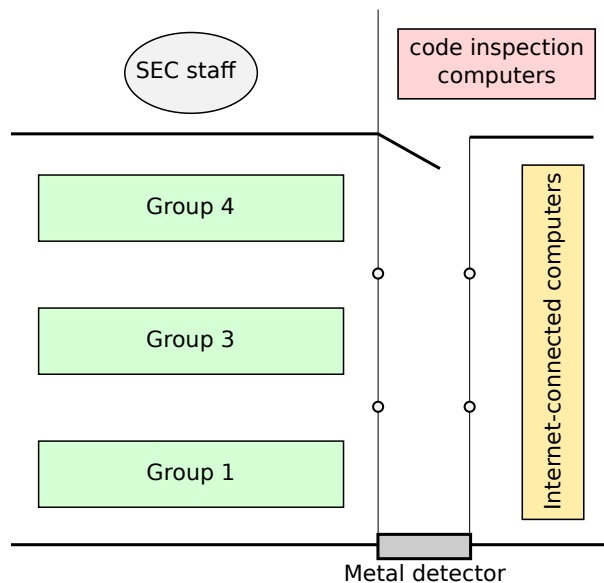 SEC staff
code inspection
computers
Group 4
Group 3
Group 1
Internet-connected computers
Metal detector